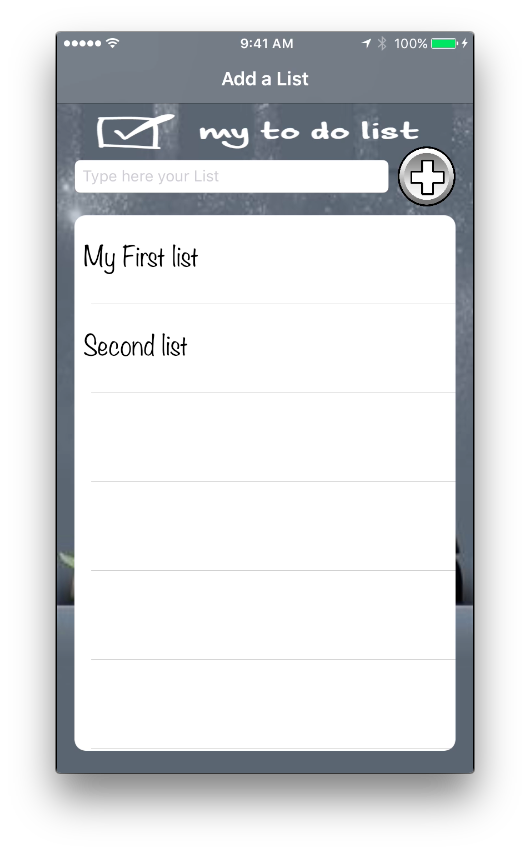 9:41 AM 100%
Add a List
my to do list
Type here your List
My First list
Second list